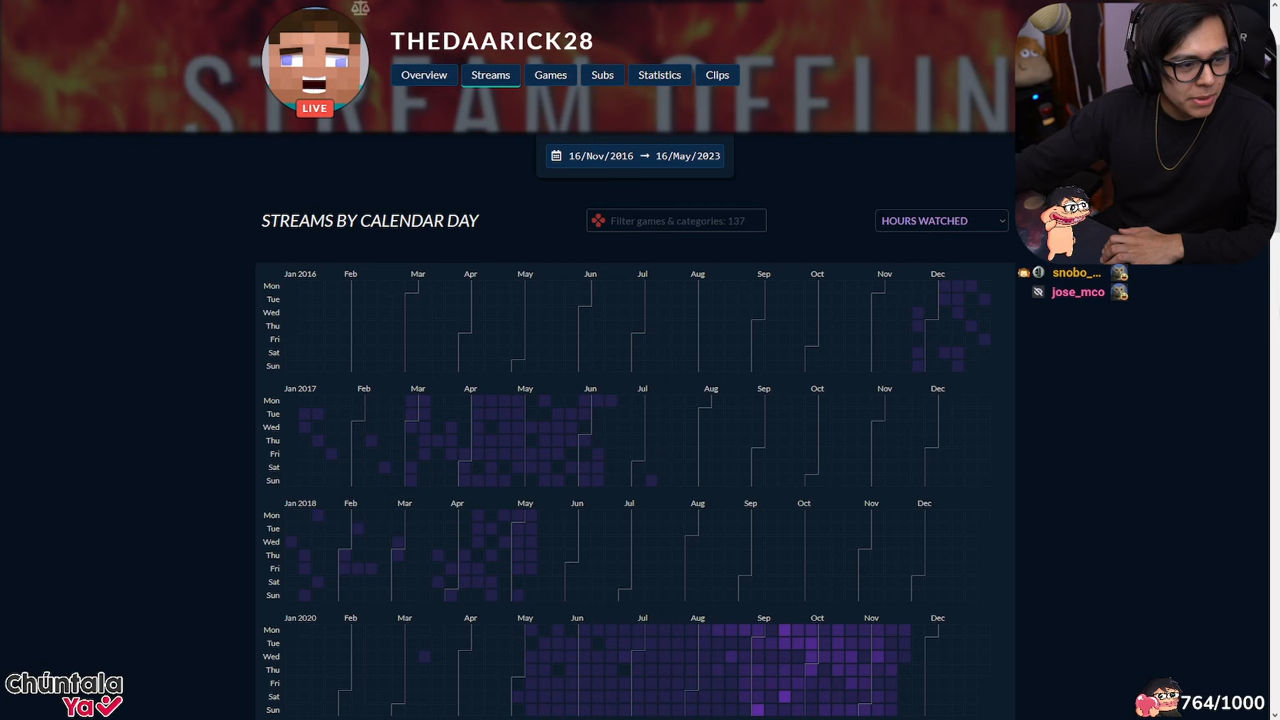 THEDAARICK28
Overview Streams Games Subs Statistics Clips
LIVE
STREAM OFFLIN
16/Nov/2016 → 16/May/2023
STREAMS BY CALENDAR DAY
Filter games & categories: 137
HOURS WATCHED
snobo_...
jose_mco
Jan 2016 Feb Mar Apr May Jun Jul Aug Sep Oct Nov Dec
Mon
Tue
Wed
Thu
Fri
Sat
Sun
Jan 2017 Feb Mar Apr May Jun Jul Aug Sep Oct Nov Dec
Mon
Tue
Wed
Thu
Fri
Sat
Sun
Jan 2018 Feb Mar Apr May Jun Jul Aug Sep Oct Nov Dec
Mon
Tue
Wed
Thu
Fri
Sat
Sun
Jan 2020 Feb Mar Apr May Jun Jul Aug Sep Oct Nov Dec
Mon
Tue
Wed
Thu
Fri
Sat
Sun
Chúntala
Ya
764/1000